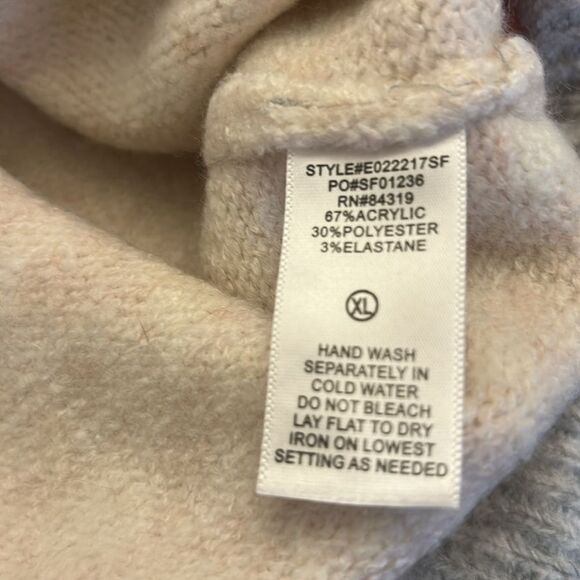 STYLE#E022217SF
PO#SF01236
RN#84319
67%ACRYLIC
30%POLYESTER
3%ELASTANE
XL
HAND WASH
SEPARATELY IN
COLD WATER
DO NOT BLEACH
LAY FLAT TO DRY
IRON ON LOWEST
SETTING AS NEEDED